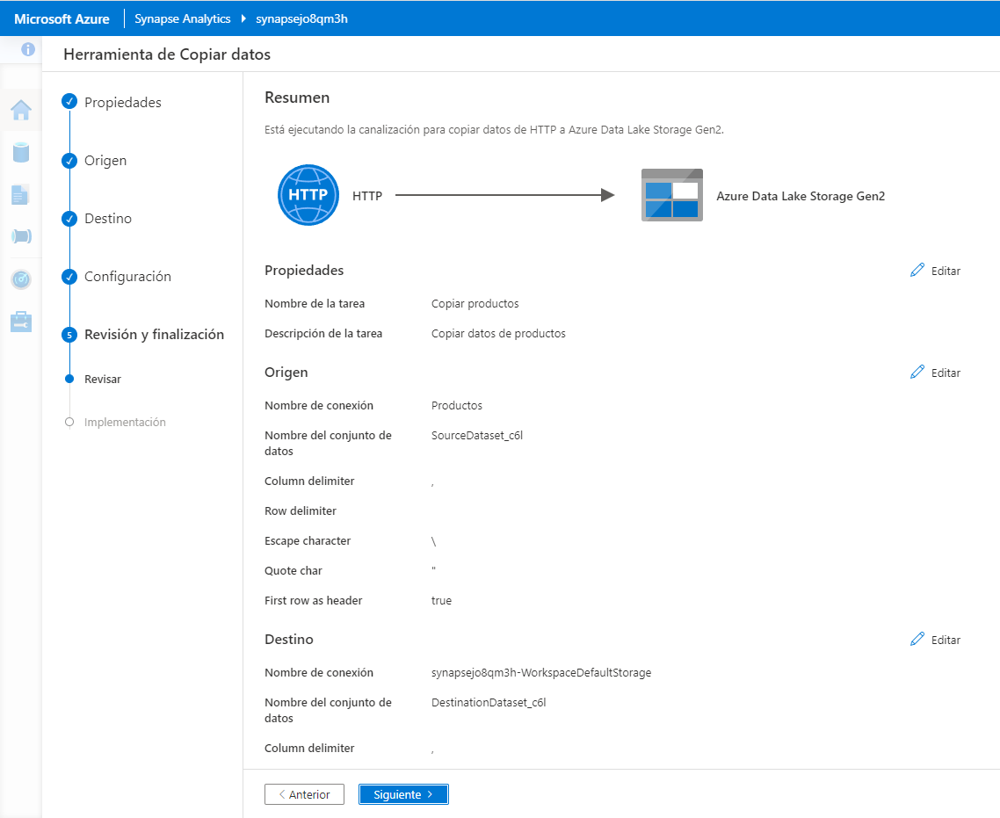 Microsoft Azure Synapse Analytics synapsejo8qm3h
Herramienta de Copiar datos
Propiedades
Origen
Destino
Configuración
5 Revisión y finalización
Revisar
Implementación
Resumen
Está ejecutando la canalización para copiar datos de HTTP a Azure Data Lake Storage Gen2.
HTTP HTTP Azure Data Lake Storage Gen2
Propiedades Editar
Nombre de la tarea Copiar productos
Descripción de la tarea Copiar datos de productos
Origen Editar
Nombre de conexión Productos
Nombre del conjunto de SourceDataset_c6l
datos
Column delimiter ,
Row delimiter
Escape character \
Quote char "
First row as header true
Destino Editar
Nombre de conexión synapsejo8qm3h-WorkspaceDefaultStorage
Nombre del conjunto de DestinationDataset_c6l
datos
Column delimiter ,
< Anterior Siguiente >